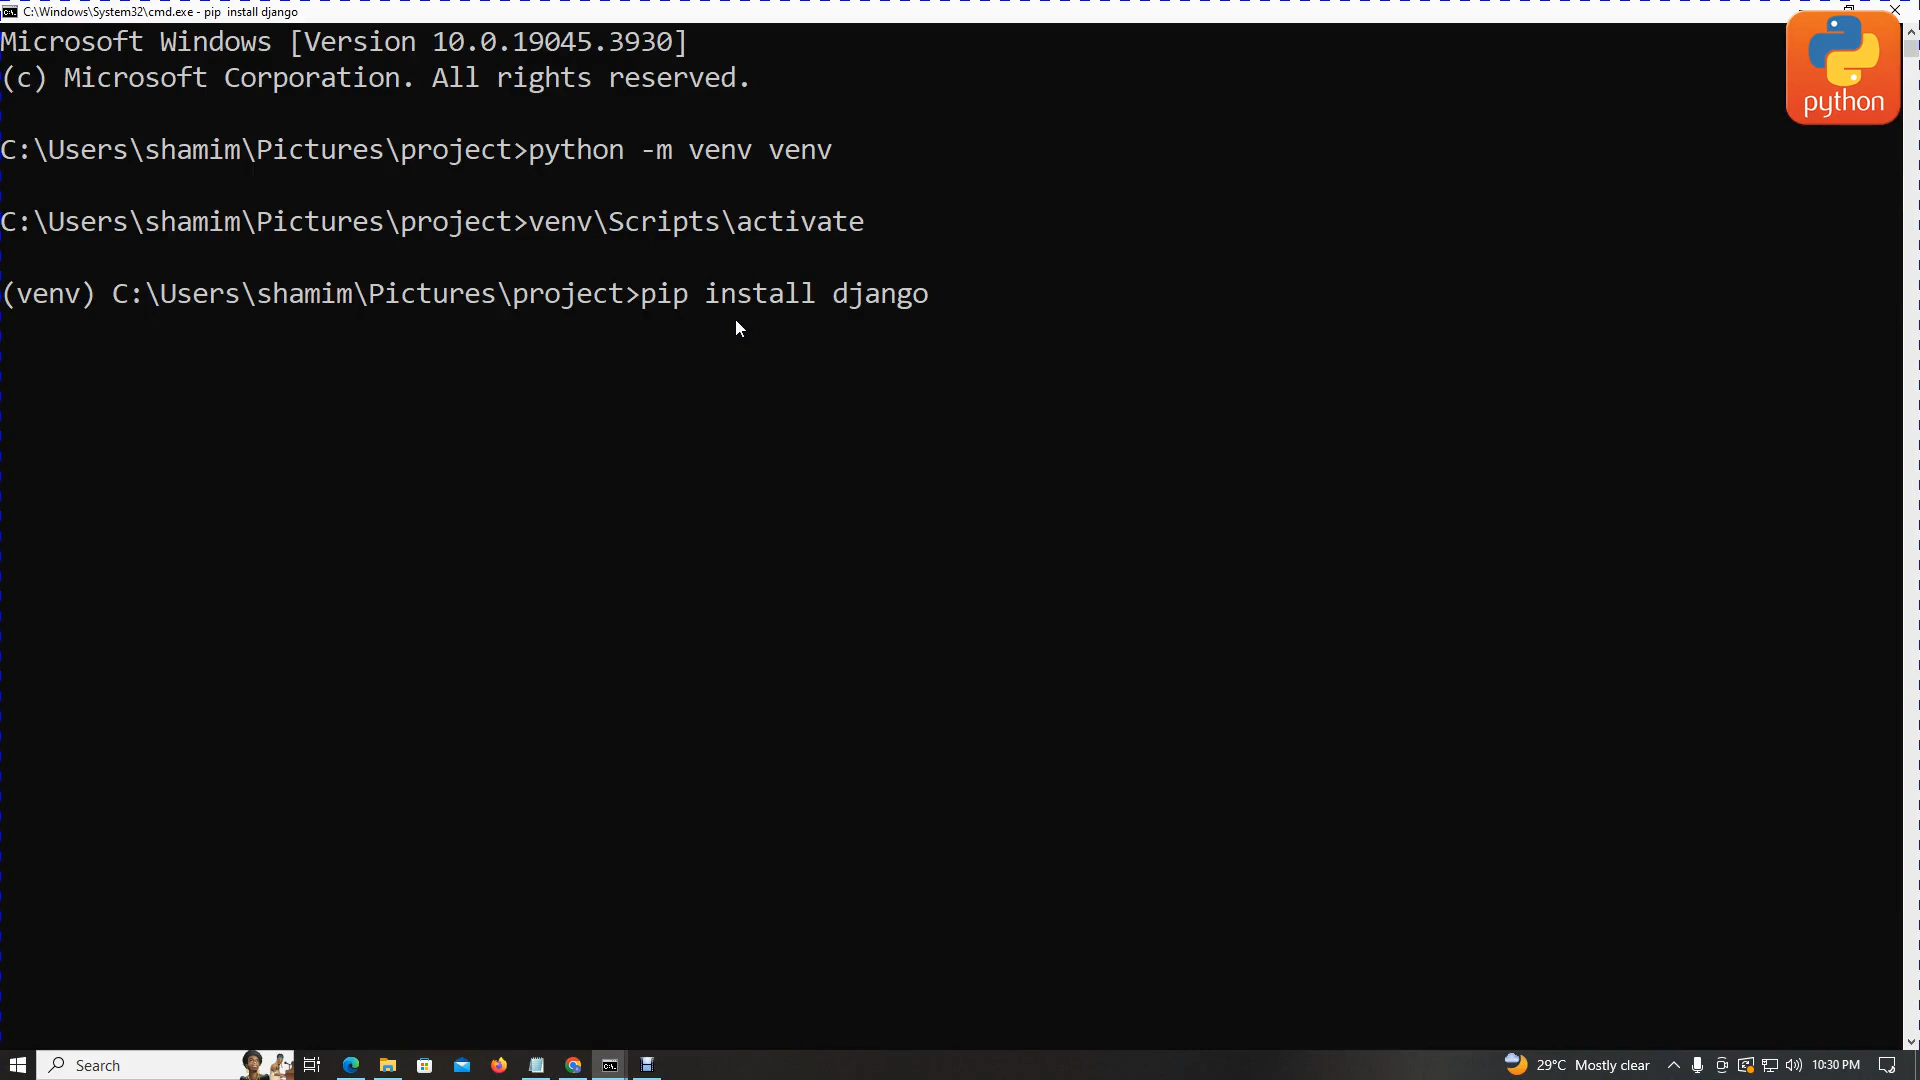 C:\Windows\System32\cmd.exe - pip  install django
Microsoft Windows [Version 10.0.19045.3930]
(c) Microsoft Corporation. All rights reserved.
python
C:\Users\shamim\Pictures\project>python -m venv venv
C:\Users\shamim\Pictures\project>venv\Scripts\activate
(venv) C:\Users\shamim\Pictures\project>pip install django
Search
29°C Mostly clear
10:30 PM